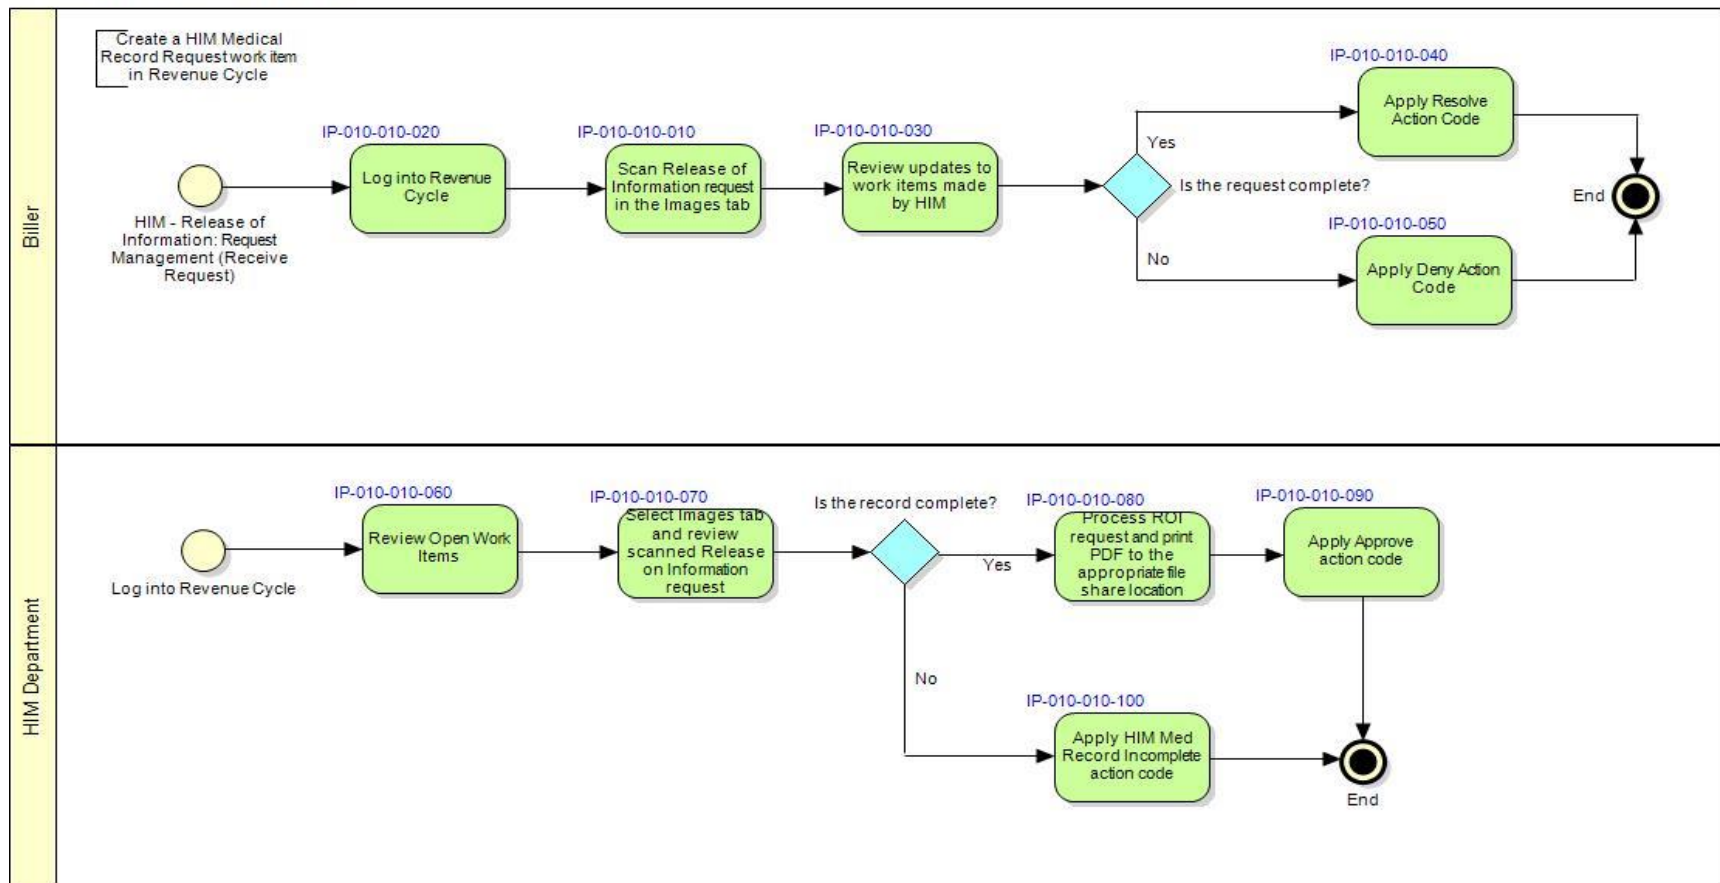 Biller
Create a HIM Medical
Record Request work item
in Revenue Cycle
HIM - Release of
Information: Request
Management (Receive
Request)
IP-010-010-020
Log into Revenue
Cycle
IP-010-010-010
Scan Release of
Information request
in the Images tab
IP-010-010-030
Review updates to
work items made
by HIM
Is the request complete?
Yes
No
IP-010-010-040
Apply Resolve
Action Code
IP-010-010-050
Apply Deny Action
Code
End
HIM Department
Log into Revenue Cycle
IP-010-010-060
Review Open Work
Items
IP-010-010-070
Select Images tab
and review
scanned Release
on Information
request
Is the record complete?
Yes
No
IP-010-010-080
Process ROI
request and print
PDF to the
appropriate file
share location
IP-010-010-090
Apply Approve
action code
IP-010-010-100
Apply HIM Med
Record Incomplete
action code
End